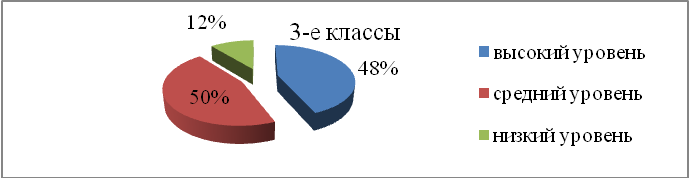 3-е классы
12%
48%
50%
высокий уровень
средний уровень
низкий уровень